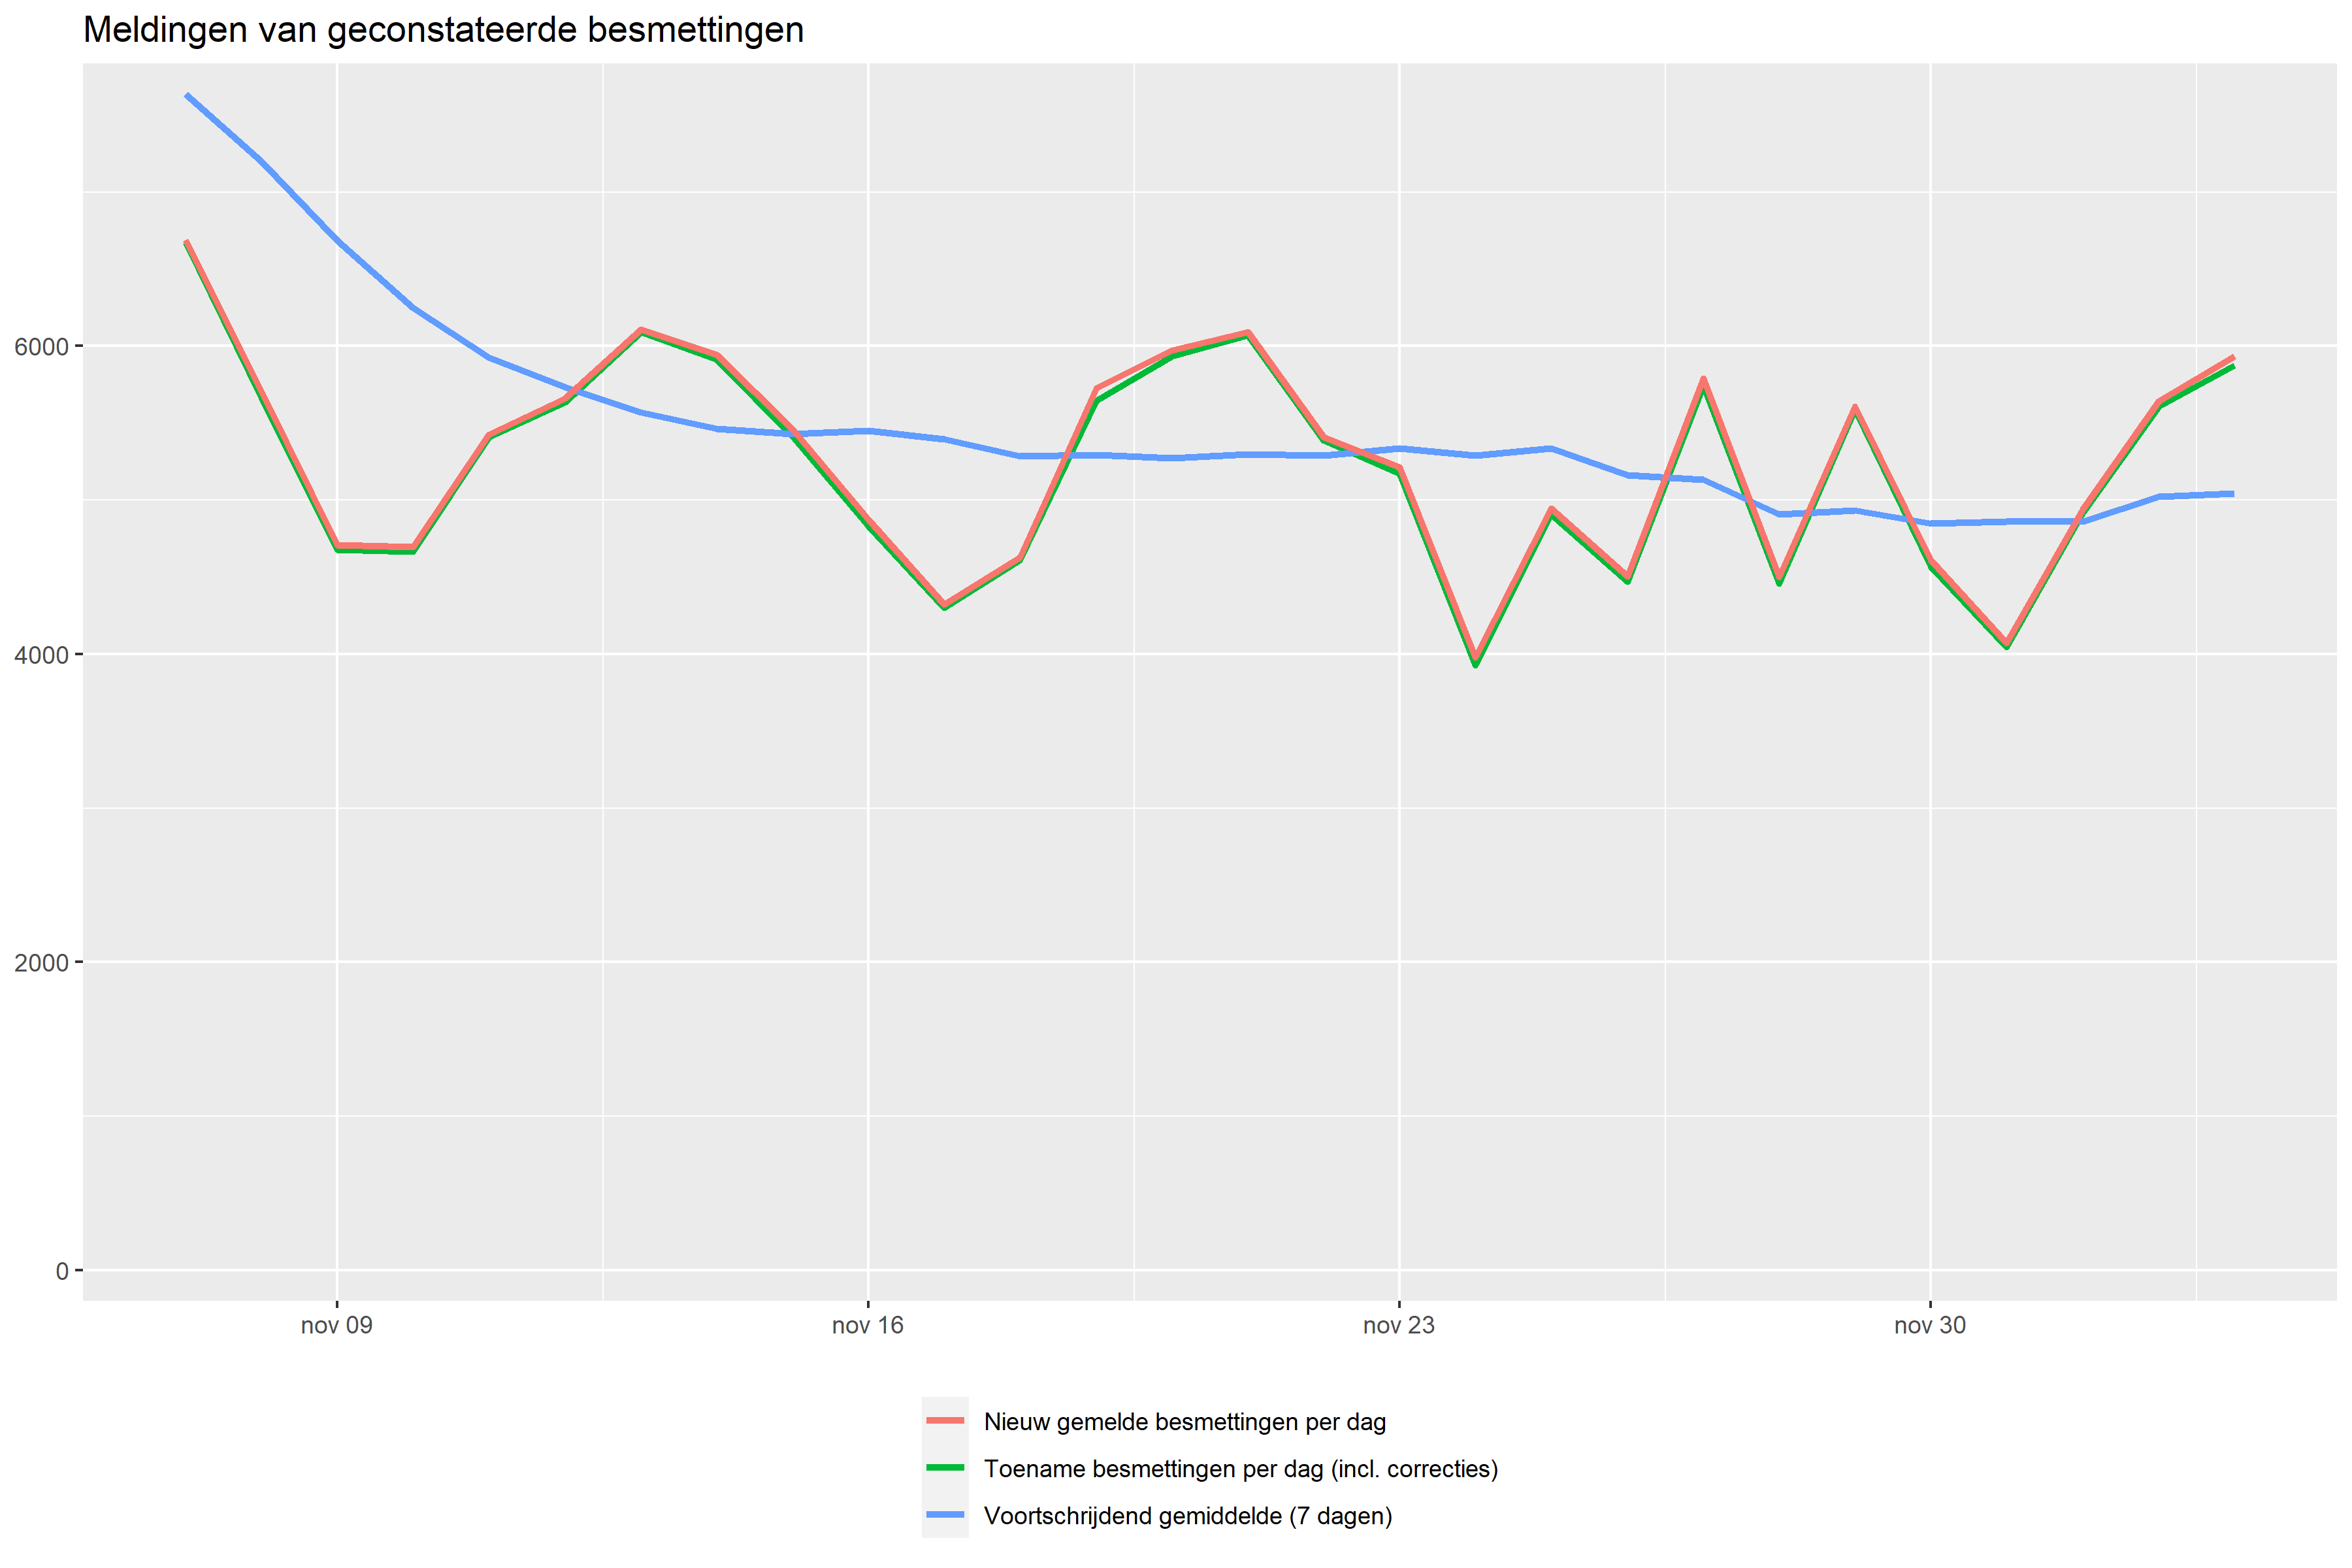 Meldingen van geconstateerde besmettingen
6000
4000
2000
0
nov 09
nov 16
nov 23
nov 30
Nieuw gemelde besmettingen per dag
Toename besmettingen per dag (incl. correcties)
Voortschrijdend gemiddelde (7 dagen)